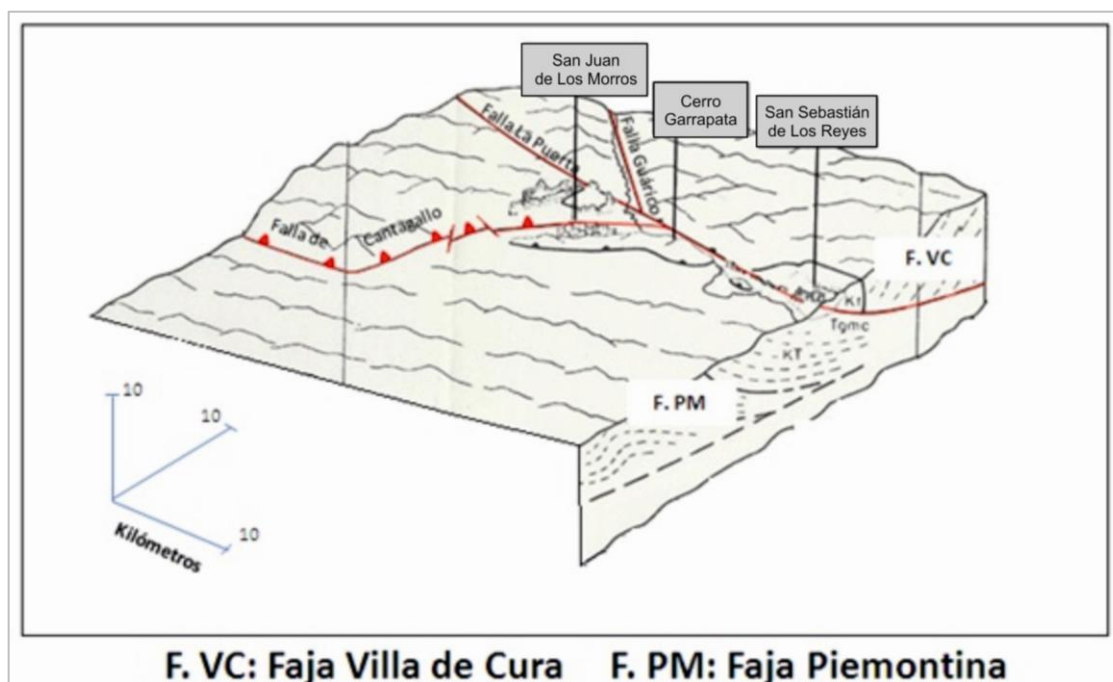 San Juan
de Los Morros
Cerro
Garrapata
San Sebastián
de Los Reyes
Falla La Puerta
Falla Guárico
Falla de Cantagallo
F. VC
Kt
Tqmc
KT
F. PM
10
10
10
Kilómetros
F. VC: Faja Villa de Cura F. PM: Faja Piemontina